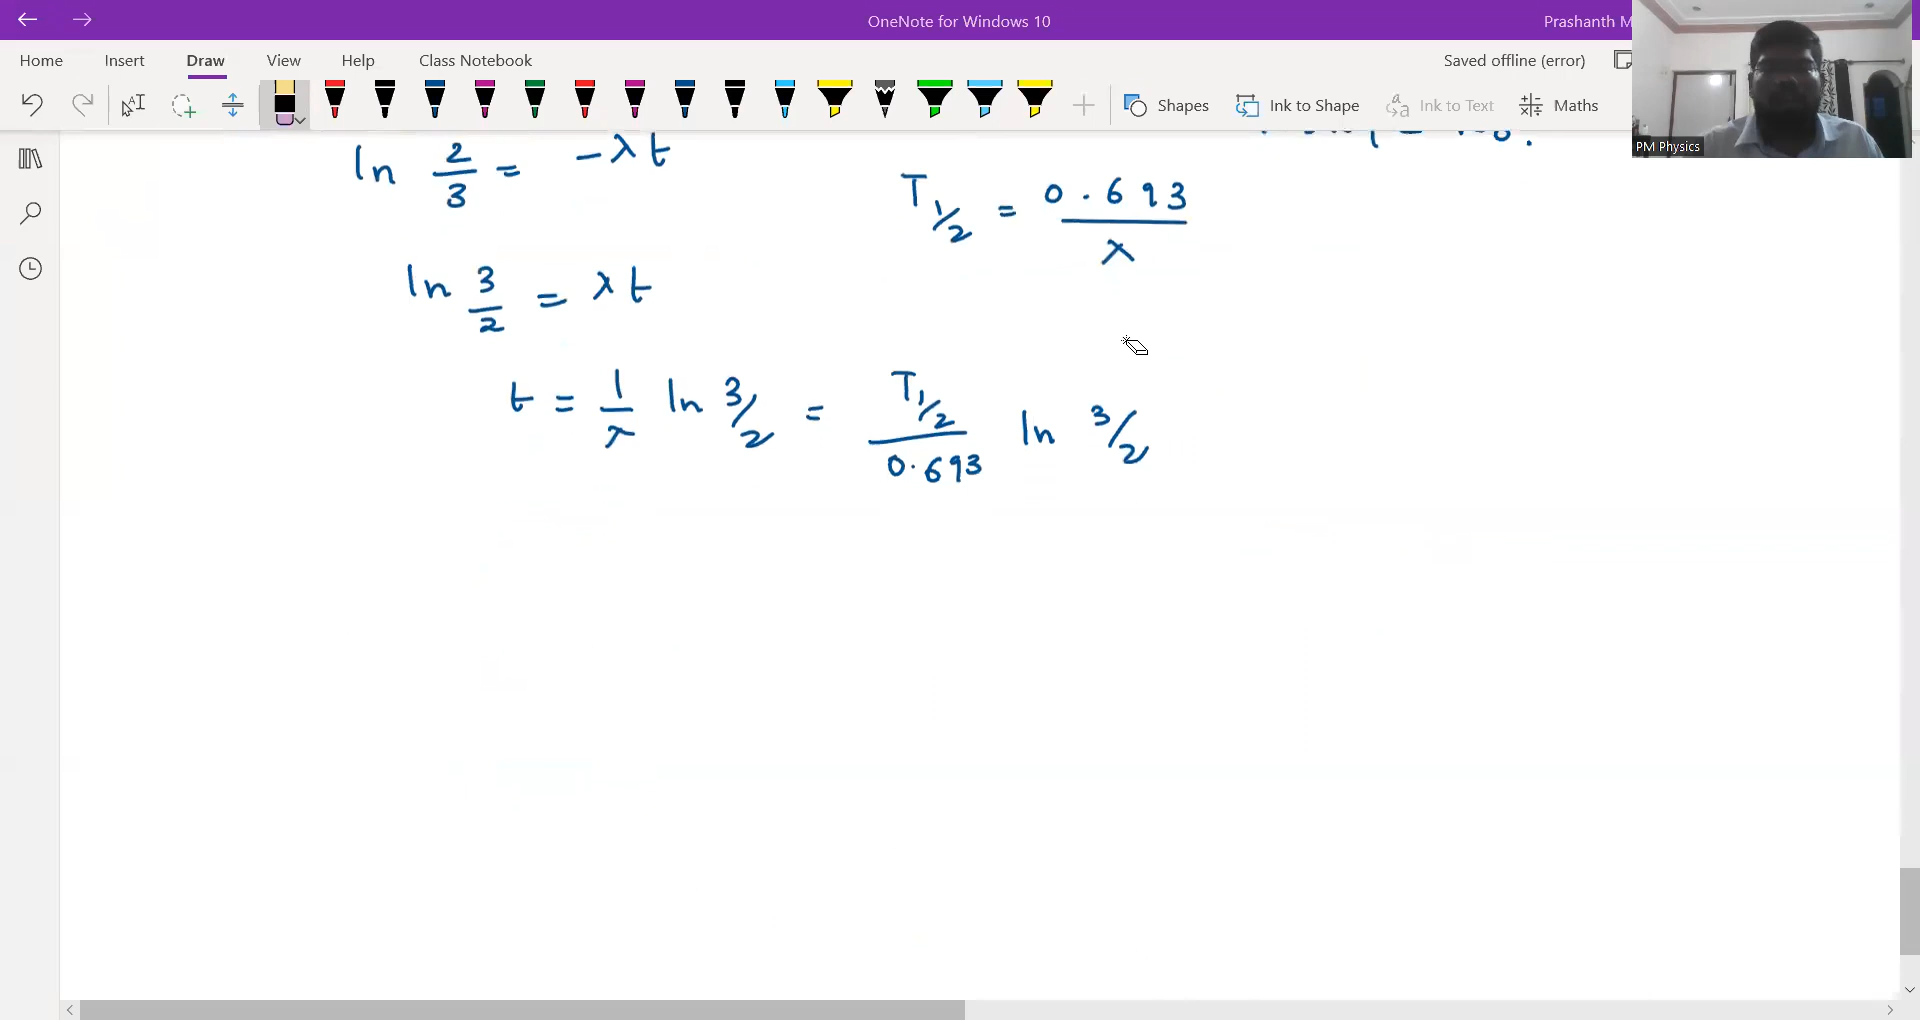 OneNote for Windows 10
Prashanth M
Home Insert Draw View Help Class Notebook
Saved offline (error)
Shapes Ink to Shape Ink to Text Maths
PM Physics
ln 2/3 = -λt
T1/2 = 0.693/λ
ln 3/2 = λt
t = 1/λ ln 3/2 = T1/2/0.693 ln 3/2